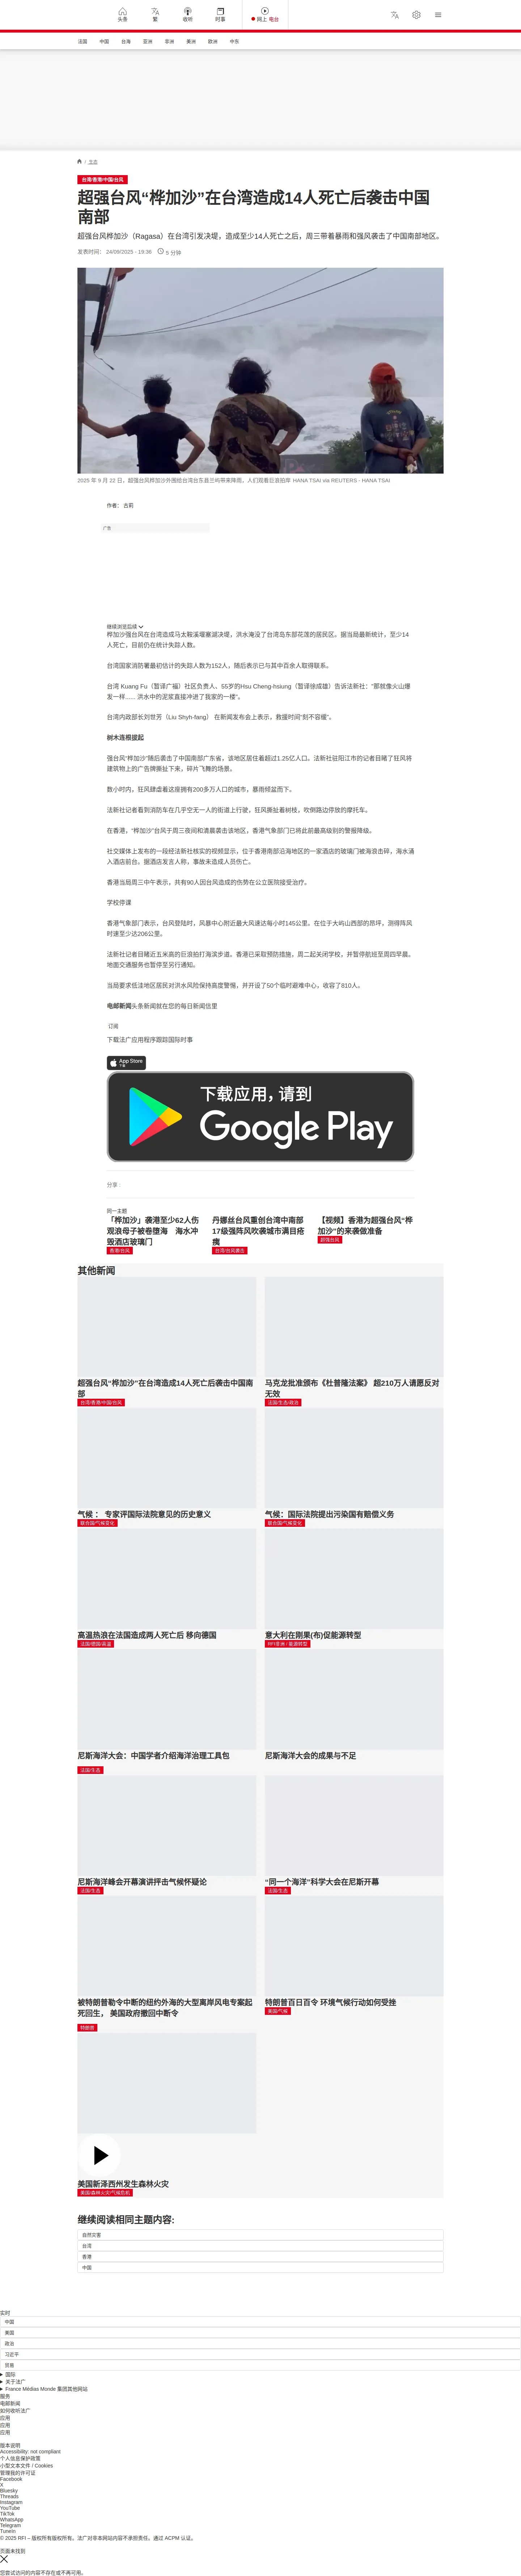 头条
繁
收听
时事
网上 电台
法国
中国
台海
亚洲
非洲
美洲
欧洲
中东
/ 生态
台湾/香港/中国/台风
超强台风“桦加沙”在台湾造成14人死亡后袭击中国
南部
超强台风桦加沙（Ragasa）在台湾引发决堤，造成至少14人死亡之后，周三带着暴雨和强风袭击了中国南部地区。
发表时间： 24/09/2025 - 19:36 5 分钟
2025 年 9 月 22 日，超强台风桦加沙外围给台湾台东县兰屿带来阵雨，人们观看巨浪拍岸 HANA TSAI via REUTERS - HANA TSAI
作者： 古莉
广告
继续浏览后续
桦加沙强台风在台湾造成马太鞍溪堰塞湖决堤，洪水淹没了台湾岛东部花莲的居民区。据当局最新统计，至少14
人死亡，目前仍在统计失踪人数。
台湾国家消防署最初估计的失踪人数为152人，随后表示已与其中百余人取得联系。
台湾 Kuang Fu（暂译广福）社区负责人、55岁的Hsu Cheng-hsiung（暂译徐成雄）告诉法新社：“那就像火山爆
发一样...... 洪水中的泥浆直接冲进了我家的一楼”。
台湾内政部长刘世芳（Liu Shyh-fang） 在新闻发布会上表示，救援时间“刻不容缓”。
树木连根拔起
强台风“桦加沙”随后袭击了中国南部广东省，该地区居住着超过1.25亿人口。法新社驻阳江市的记者目睹了狂风将
建筑物上的广告牌撕扯下来，碎片飞舞的场景。
数小时内，狂风肆虐着这座拥有200多万人口的城市，暴雨倾盆而下。
法新社记者看到消防车在几乎空无一人的街道上行驶，狂风撕扯着树枝，吹倒路边停放的摩托车。
在香港，“桦加沙”台风于周三夜间和清晨袭击该地区，香港气象部门已将此前最高级别的警报降级。
社交媒体上发布的一段经法新社核实的视频显示，位于香港南部沿海地区的一家酒店的玻璃门被海浪击碎，海水涌
入酒店前台。据酒店发言人称，事故未造成人员伤亡。
香港当局周三中午表示，共有90人因台风造成的伤势在公立医院接受治疗。
学校停课
香港气象部门表示，台风登陆时，风暴中心附近最大风速达每小时145公里。在位于大屿山西部的昂坪，测得阵风
时速至少达206公里。
法新社记者目睹近五米高的巨浪拍打海滨步道。香港已采取预防措施，周二起关闭学校，并暂停航班至周四早晨。
地面交通服务也暂停至另行通知。
当局要求低洼地区居民对洪水风险保持高度警惕，并开设了50个临时避难中心，收容了810人。
电邮新闻头条新闻就在您的每日新闻信里
订阅
下载法广应用程序跟踪国际时事
App Store
下载
下载应用，请到
Google Play
分享 :
同一主题
「桦加沙」袭港至少62人伤
观浪母子被卷堕海　海水冲
毁酒店玻璃门
香港/台风
丹娜丝台风重创台湾中南部
17级强阵风吹袭城市满目疮
痍
台湾/台风袭击
【视频】香港为超强台风“桦
加沙”的来袭做准备
超强台风
其他新闻
超强台风“桦加沙”在台湾造成14人死亡后袭击中国南
部
台湾/香港/中国/台风
马克龙批准颁布《杜普隆法案》 超210万人请愿反对
无效
法国/生态/政治
气候 ： 专家评国际法院意见的历史意义
联合国/气候变化
气候：国际法院提出污染国有赔偿义务
联合国/气候变化
高温热浪在法国造成两人死亡后 移向德国
法国/德国/高温
意大利在刚果(布)促能源转型
RFI非洲 / 能源转型
尼斯海洋大会：中国学者介绍海洋治理工具包
法国/生态
尼斯海洋大会的成果与不足
尼斯海洋峰会开幕演讲抨击气候怀疑论
法国/生态
“同一个海洋”科学大会在尼斯开幕
法国/生态
被特朗普勒令中断的纽约外海的大型离岸风电专案起
死回生， 美国政府撤回中断令
特朗普
特朗普百日百令 环境气候行动如何受挫
美国/气候
美国新泽西州发生森林火灾
美国/森林火灾/气候危机
继续阅读相同主题内容:
自然灾害
台湾
香港
中国
实时
中国
美国
政治
习近平
贸易
国际
关于法广
France Médias Monde 集团其他网站
服务
电邮新闻
如何收听法广
应用
应用
应用
版本说明
Accessibility: not compliant
个人信息保护政策
小型文本文件 / Cookies
管理我的许可证
Facebook
X
Bluesky
Threads
Instagram
YouTube
TikTok
WhatsApp
Telegram
TuneIn
© 2025 RFI – 版权所有版权所有。法广对非本网站内容不承担责任。通过 ACPM 认证。
页面未找到
您尝试访问的内容不存在或不再可用。